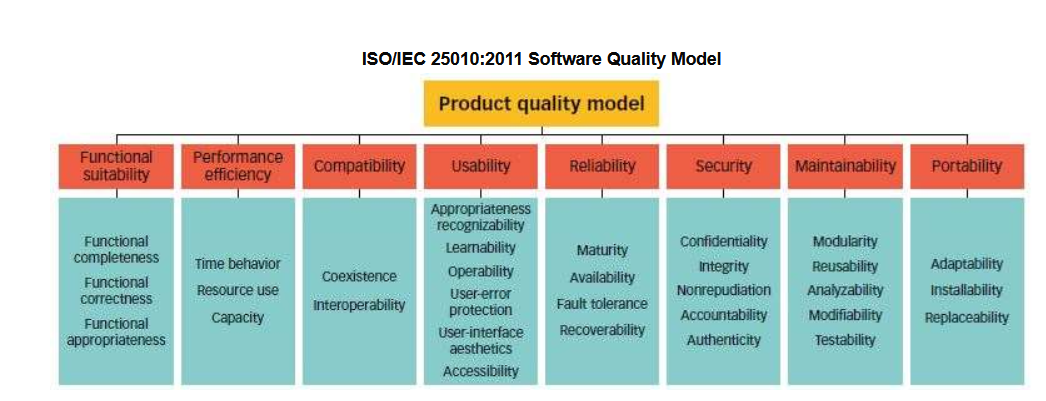 ISO/IEC 25010:2011 Software Quality Model
Product quality model
Functional
suitability
Performance
efficiency
Compatibility
Usability
Reliability
Security
Maintainability
Portability
Functional
completeness
Functional
correctness
Functional
appropriateness
Time behavior
Resource use
Capacity
Coexistence
Interoperability
Appropriateness
recognizability
Learnability
Operability
User-error
protection
User-interface
aesthetics
Accessibility
Maturity
Availability
Fault tolerance
Recoverability
Confidentiality
Integrity
Nonrepudiation
Accountability
Authenticity
Modularity
Reusability
Analyzability
Modifiability
Testability
Adaptability
Installability
Replaceability